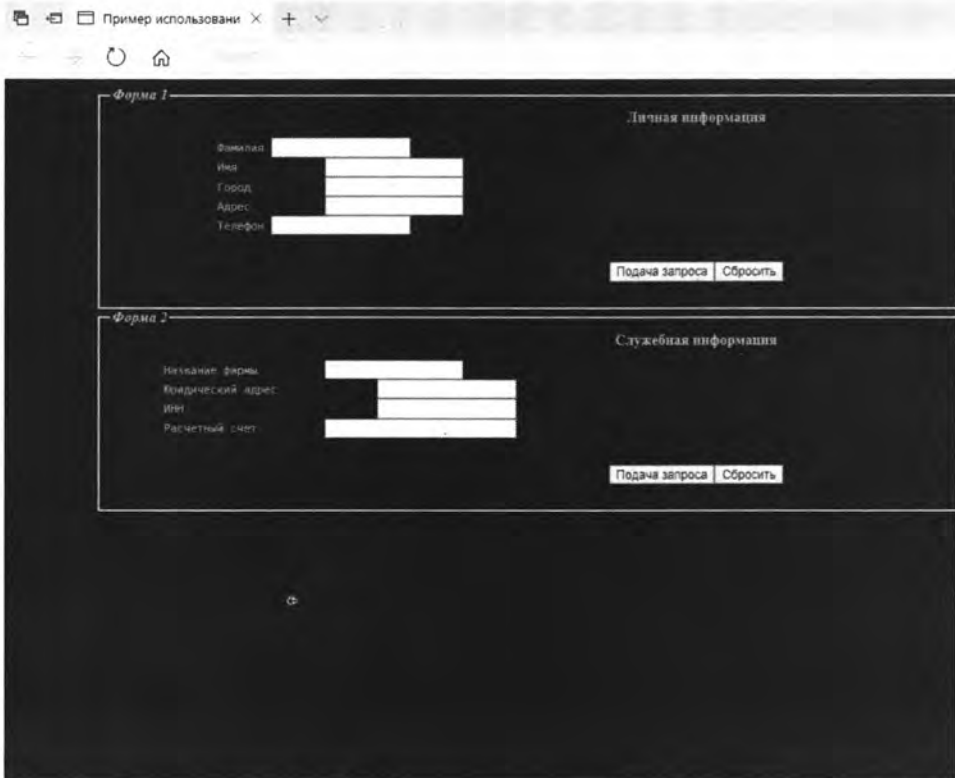 Пример использовани
Форма 1
Личная информация
Фамилия
Имя
Город
Адрес
Телефон
Подача запроса Сбросить
Форма 2
Служебная информация
Название фирмы
Юридический адрес
ИНН
Расчетный счет
Подача запроса Сбросить